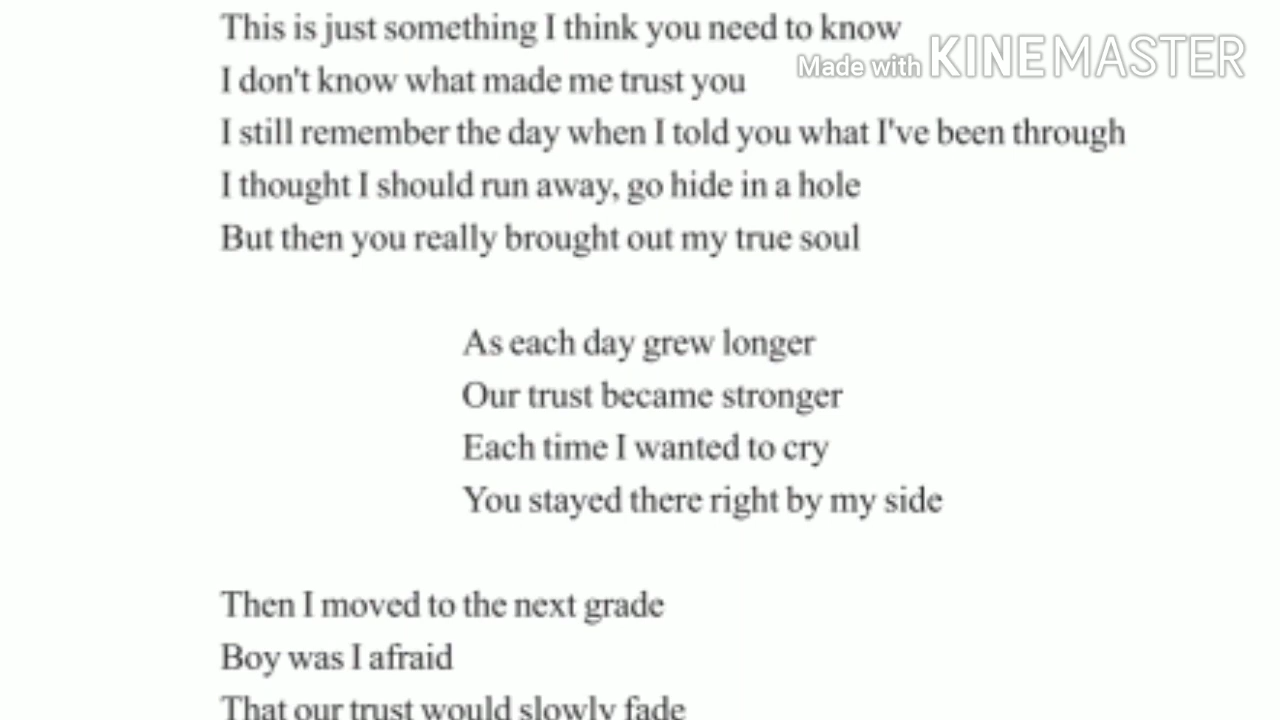 This is just something I think you need to know
Made with KINEMASTER
I don't know what made me trust you
I still remember the day when I told you what I've been through
I thought I should run away, go hide in a hole
But then you really brought out my true soul
As each day grew longer
Our trust became stronger
Each time I wanted to cry
You stayed there right by my side
Then I moved to the next grade
Boy was I afraid
That our trust would slowly fade